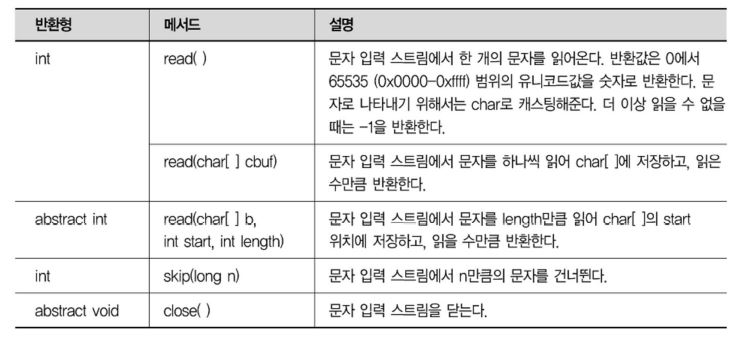 반환형 메서드 설명
int read( ) 문자 입력 스트림에서 한 개의 문자를 읽어온다. 반환값은 0에서
65535 (0x0000-0xffff) 범위의 유니코드값을 숫자로 반환한다. 문
자로 나타내기 위해서는 char로 캐스팅해준다. 더 이상 읽을 수 없을
때는 -1을 반환한다.
read(char[ ] cbuf) 문자 입력 스트림에서 문자를 하나씩 읽어 char[ ]에 저장하고, 읽은
수만큼 반환한다.
abstract int read(char[ ] b, 문자 입력 스트림에서 문자를 length만큼 읽어 char[ ]의 start
int start, int length) 위치에 저장하고, 읽을 수만큼 반환한다.
int skip(long n) 문자 입력 스트림에서 n만큼의 문자를 건너뛴다.
abstract void close( ) 문자 입력 스트림을 닫는다.